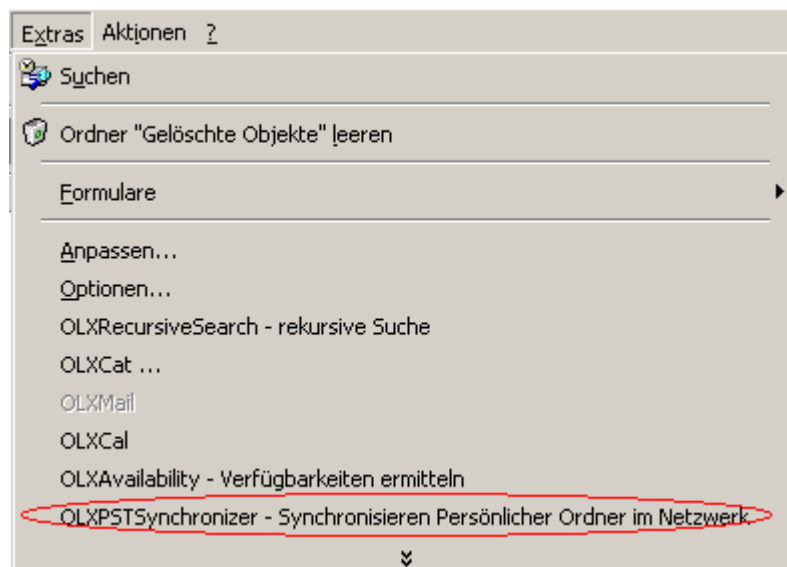 Extras Aktionen ?
Suchen
Ordner "Gelöschte Objekte" leeren
Formulare
Anpassen...
Optionen...
OLXRecursiveSearch - rekursive Suche
OLXCat ...
OLXMail
OLXCal
OLXAvailability - Verfügbarkeiten ermitteln
OLXPSTSynchronizer - Synchronisieren Persönlicher Ordner im Netzwerk